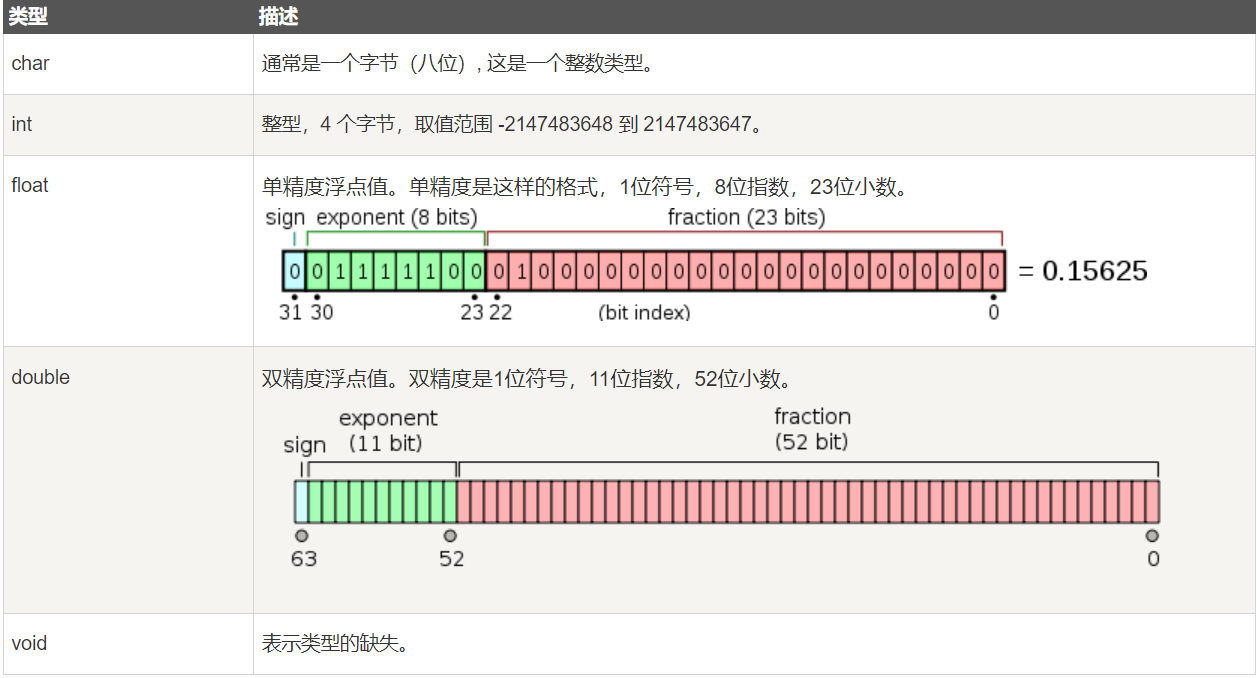 类型 描述
char 通常是一个字节（八位）, 这是一个整数类型。
int 整型，4 个字节，取值范围 -2147483648 到 2147483647。
float 单精度浮点值。单精度是这样的格式，1位符号，8位指数，23位小数。
sign exponent (8 bits) fraction (23 bits)
0 0 1 1 1 1 1 0 0 0 1 0 0 0 0 0 0 0 0 0 0 0 0 0 0 0 0 0 0 0 0 0 = 0.15625
31 30 23 22 (bit index) 0
double 双精度浮点值。双精度是1位符号，11位指数，52位小数。
exponent fraction
sign (11 bit) (52 bit)
63 52 0
void 表示类型的缺失。